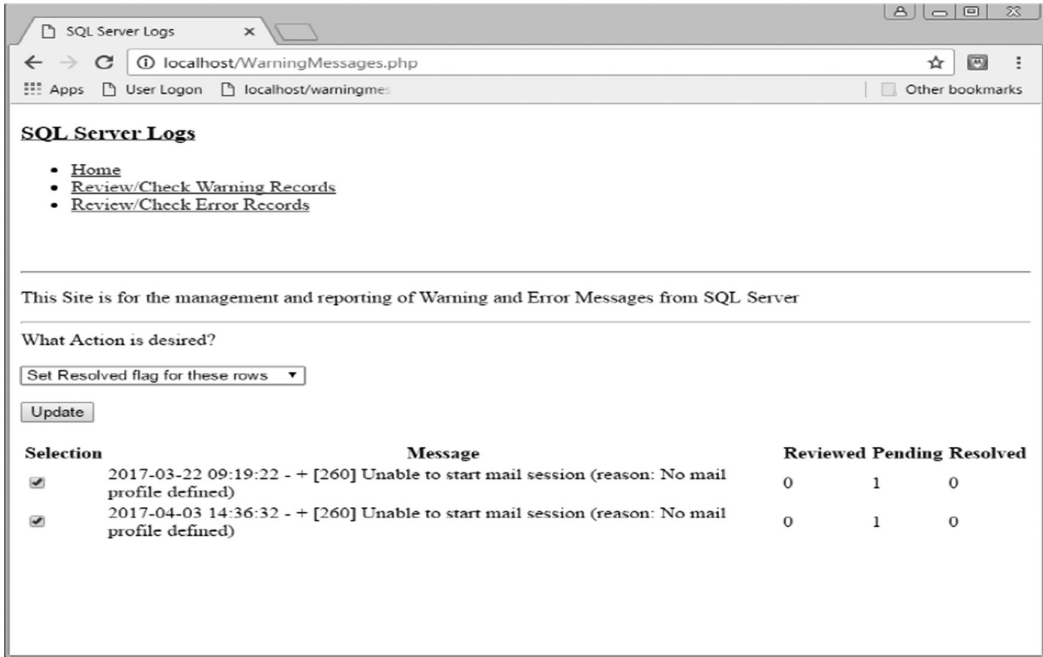 SQL Server Logs
localhost/WarningMessages.php
Apps User Logon localhost/warningmes Other bookmarks
SQL Server Logs
Home
Review/Check Warning Records
Review/Check Error Records
This Site is for the management and reporting of Warning and Error Messages from SQL Server
What Action is desired?
Set Resolved flag for these rows
Update
Selection Message Reviewed Pending Resolved
2017-03-22 09:19:22 - + [260] Unable to start mail session (reason: No mail
profile defined) 0 1 0
2017-04-03 14:36:32 - + [260] Unable to start mail session (reason: No mail
profile defined) 0 1 0